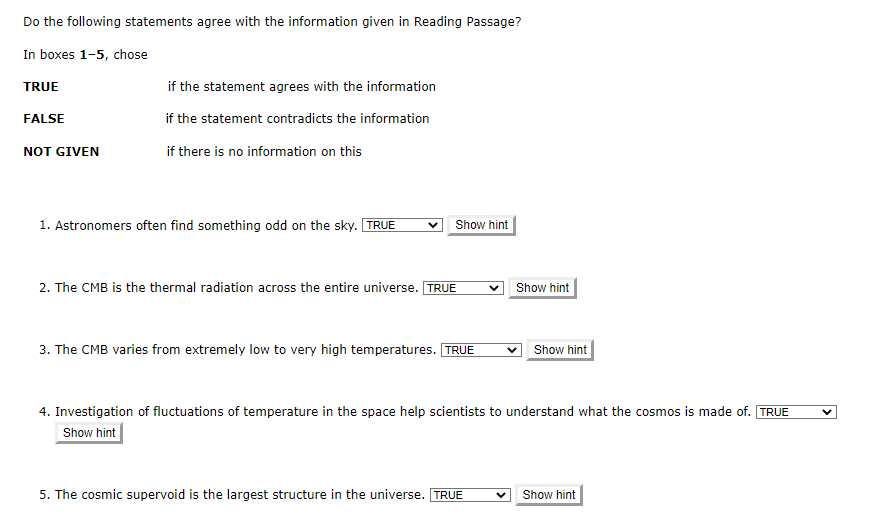 Do the following statements agree with the information given in Reading Passage?
In boxes 1–5, chose
TRUE if the statement agrees with the information
FALSE if the statement contradicts the information
NOT GIVEN if there is no information on this
1. Astronomers often find something odd on the sky. TRUE Show hint
2. The CMB is the thermal radiation across the entire universe. TRUE Show hint
3. The CMB varies from extremely low to very high temperatures. TRUE Show hint
4. Investigation of fluctuations of temperature in the space help scientists to understand what the cosmos is made of. TRUE
Show hint
5. The cosmic supervoid is the largest structure in the universe. TRUE Show hint